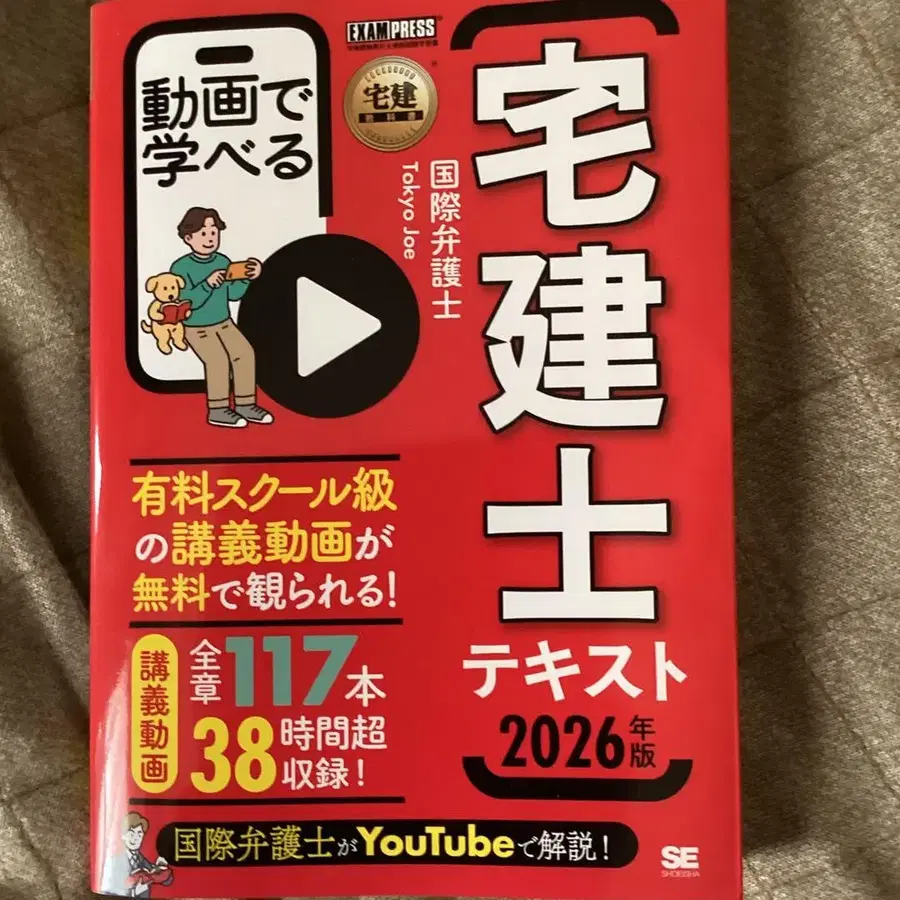 EXAMPRESS
宅建
教科書
動画で
学べる
国際弁護士
Tokyo Joe
宅建士
テキスト
2026年版
有料スクール級
の講義動画が
無料で観られる!
講義動画
全章117本
38時間超
収録!
国際弁護士がYouTubeで解説!
SE
SHOEISHA